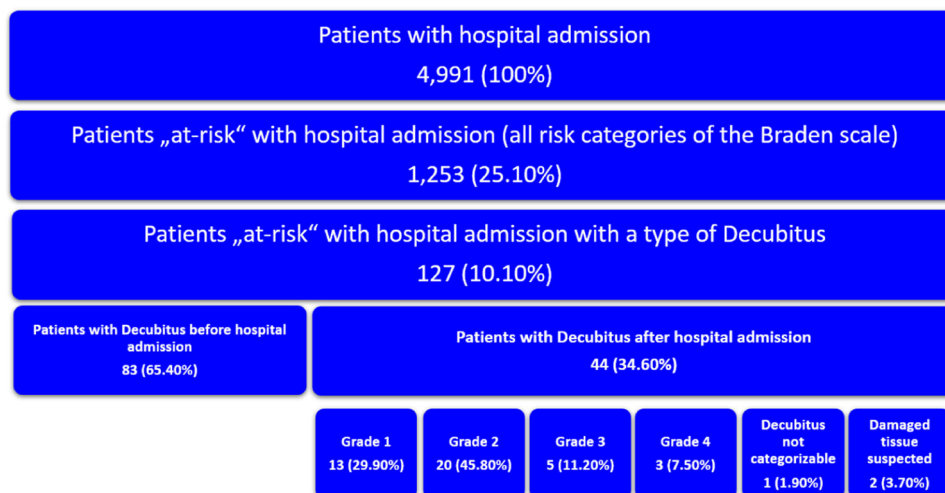 Patients with hospital admission
4,991 (100%)
Patients „at-risk“ with hospital admission (all risk categories of the Braden scale)
1,253 (25.10%)
Patients „at-risk“ with hospital admission with a type of Decubitus
127 (10.10%)
Patients with Decubitus before hospital
admission
83 (65.40%)
Patients with Decubitus after hospital admission
44 (34.60%)
Grade 1
13 (29.90%)
Grade 2
20 (45.80%)
Grade 3
5 (11.20%)
Grade 4
3 (7.50%)
Decubitus
not
categorizable
1 (1.90%)
Damaged
tissue
suspected
2 (3.70%)